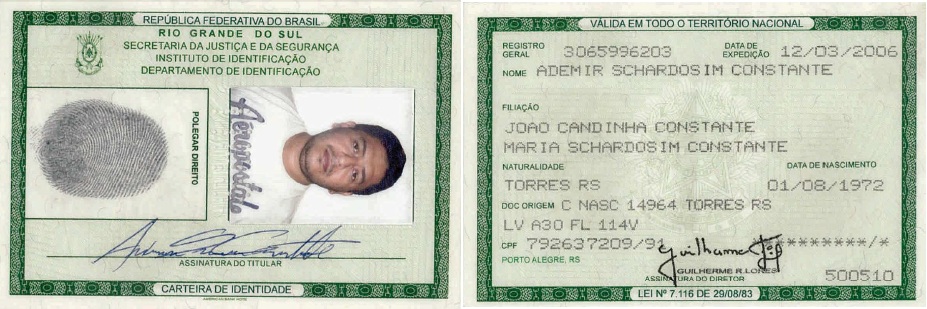 REPÚBLICA FEDERATIVA DO BRASIL
RIO GRANDE DO SUL
SECRETARIA DA JUSTIÇA E DA SEGURANÇA
INSTITUTO DE IDENTIFICAÇÃO
DEPARTAMENTO DE IDENTIFICAÇÃO
POLEGAR DIREITO
Aéropostale
ASSINATURA DO TITULAR
CARTEIRA DE IDENTIDADE
AMERICAN BANK NOTE
VÁLIDA EM TODO O TERRITÓRIO NACIONAL
REGISTRO GERAL 3065996203 DATA DE EXPEDIÇÃO 12/03/2006
NOME ADEMIR SCHARDOSIM CONSTANTE
FILIAÇÃO
JOAO CANDINHA CONSTANTE
MARIA SCHARDOSIM CONSTANTE
NATURALIDADE DATA DE NASCIMENTO
TORRES RS 01/08/1972
DOC ORIGEM C NASC 14964 TORRES RS
LV A30 FL 114V
CPF 792637209/91 ********/*
PORTO ALEGRE, RS
Guilherme
GUILHERME R.LOPES
ASSINATURA DO DIRETOR
500510
LEI Nº 7.116 DE 29/08/83